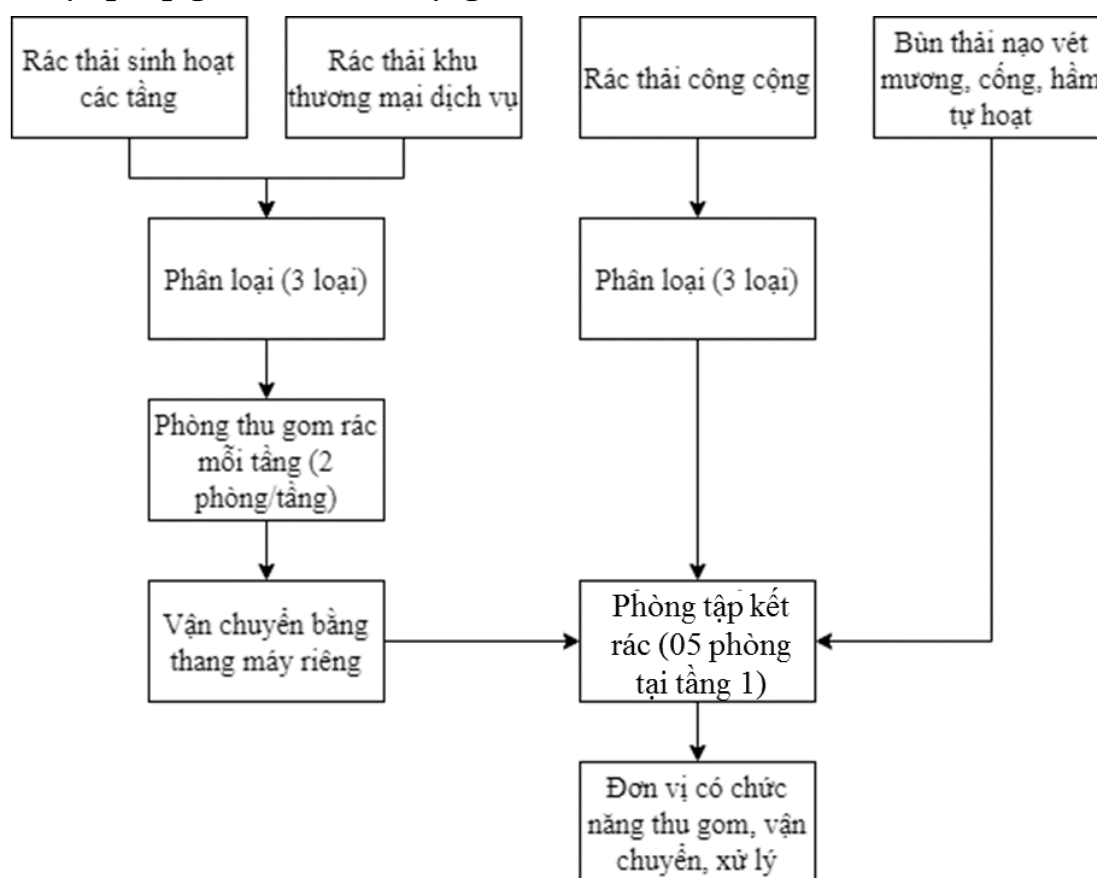 Rác thải sinh hoạt
các tầng
Rác thải khu
thương mại dịch vụ
Rác thải công cộng
Bùn thải nạo vét
mương, cống, hầm
tự hoạt
Phân loại (3 loại)
Phân loại (3 loại)
Phòng thu gom rác
mỗi tầng (2
phòng/tầng)
Vận chuyển bằng
thang máy riêng
Phòng tập kết
rác (05 phòng
tại tầng 1)
Đơn vị có chức
năng thu gom, vận
chuyển, xử lý